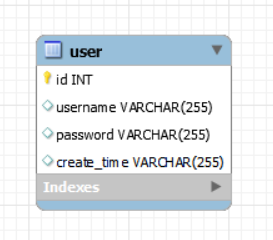 user
id INT
username VARCHAR(255)
password VARCHAR(255)
create_time VARCHAR(255)
Indexes